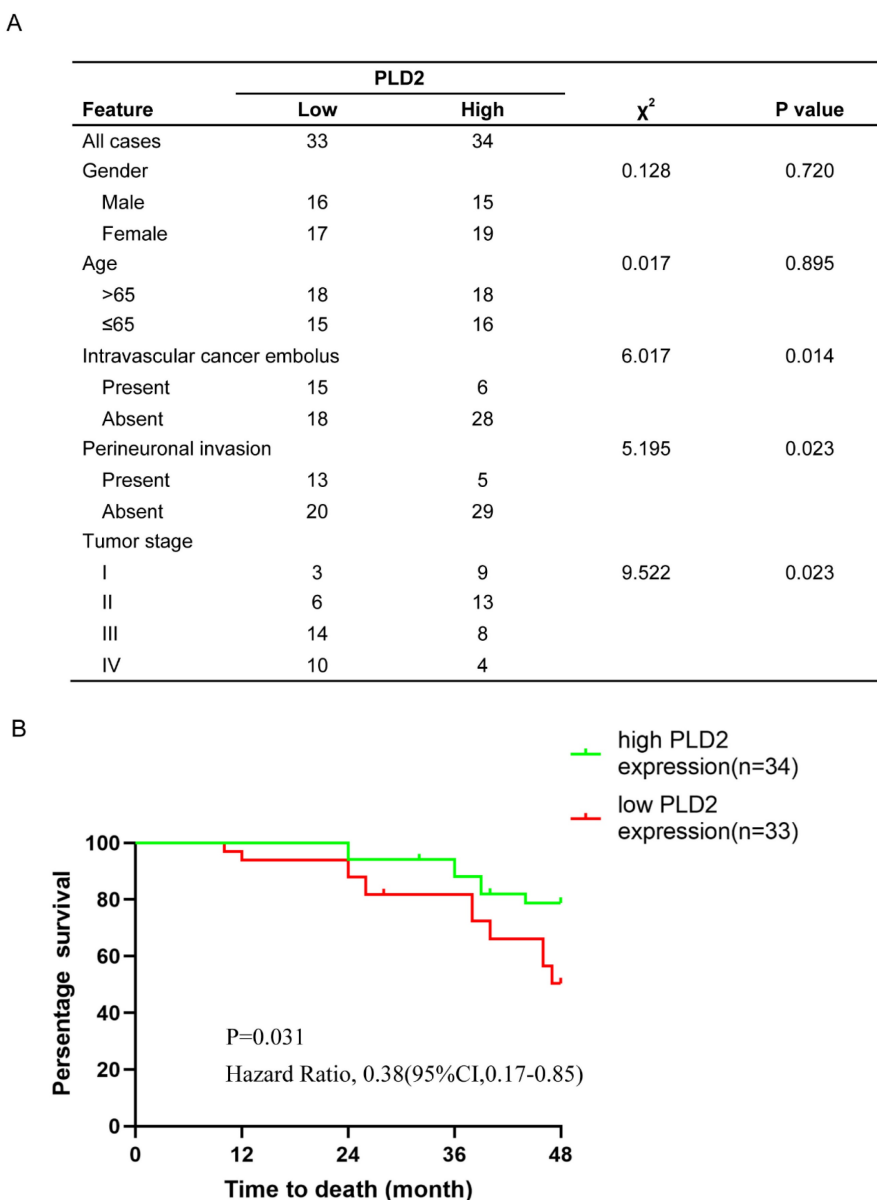 A
PLD2
Feature Low High χ² P value
All cases 33 34
Gender 0.128 0.720
Male 16 15
Female 17 19
Age 0.017 0.895
>65 18 18
≤65 15 16
Intravascular cancer embolus 6.017 0.014
Present 15 6
Absent 18 28
Perineuronal invasion 5.195 0.023
Present 13 5
Absent 20 29
Tumor stage
I 3 9 9.522 0.023
II 6 13
III 14 8
IV 10 4
B
high PLD2
expression(n=34)
low PLD2
expression(n=33)
Persentage survival
100
80
60
40
20
0
P=0.031
Hazard Ratio, 0.38(95%CI,0.17-0.85)
0 12 24 36 48
Time to death (month)